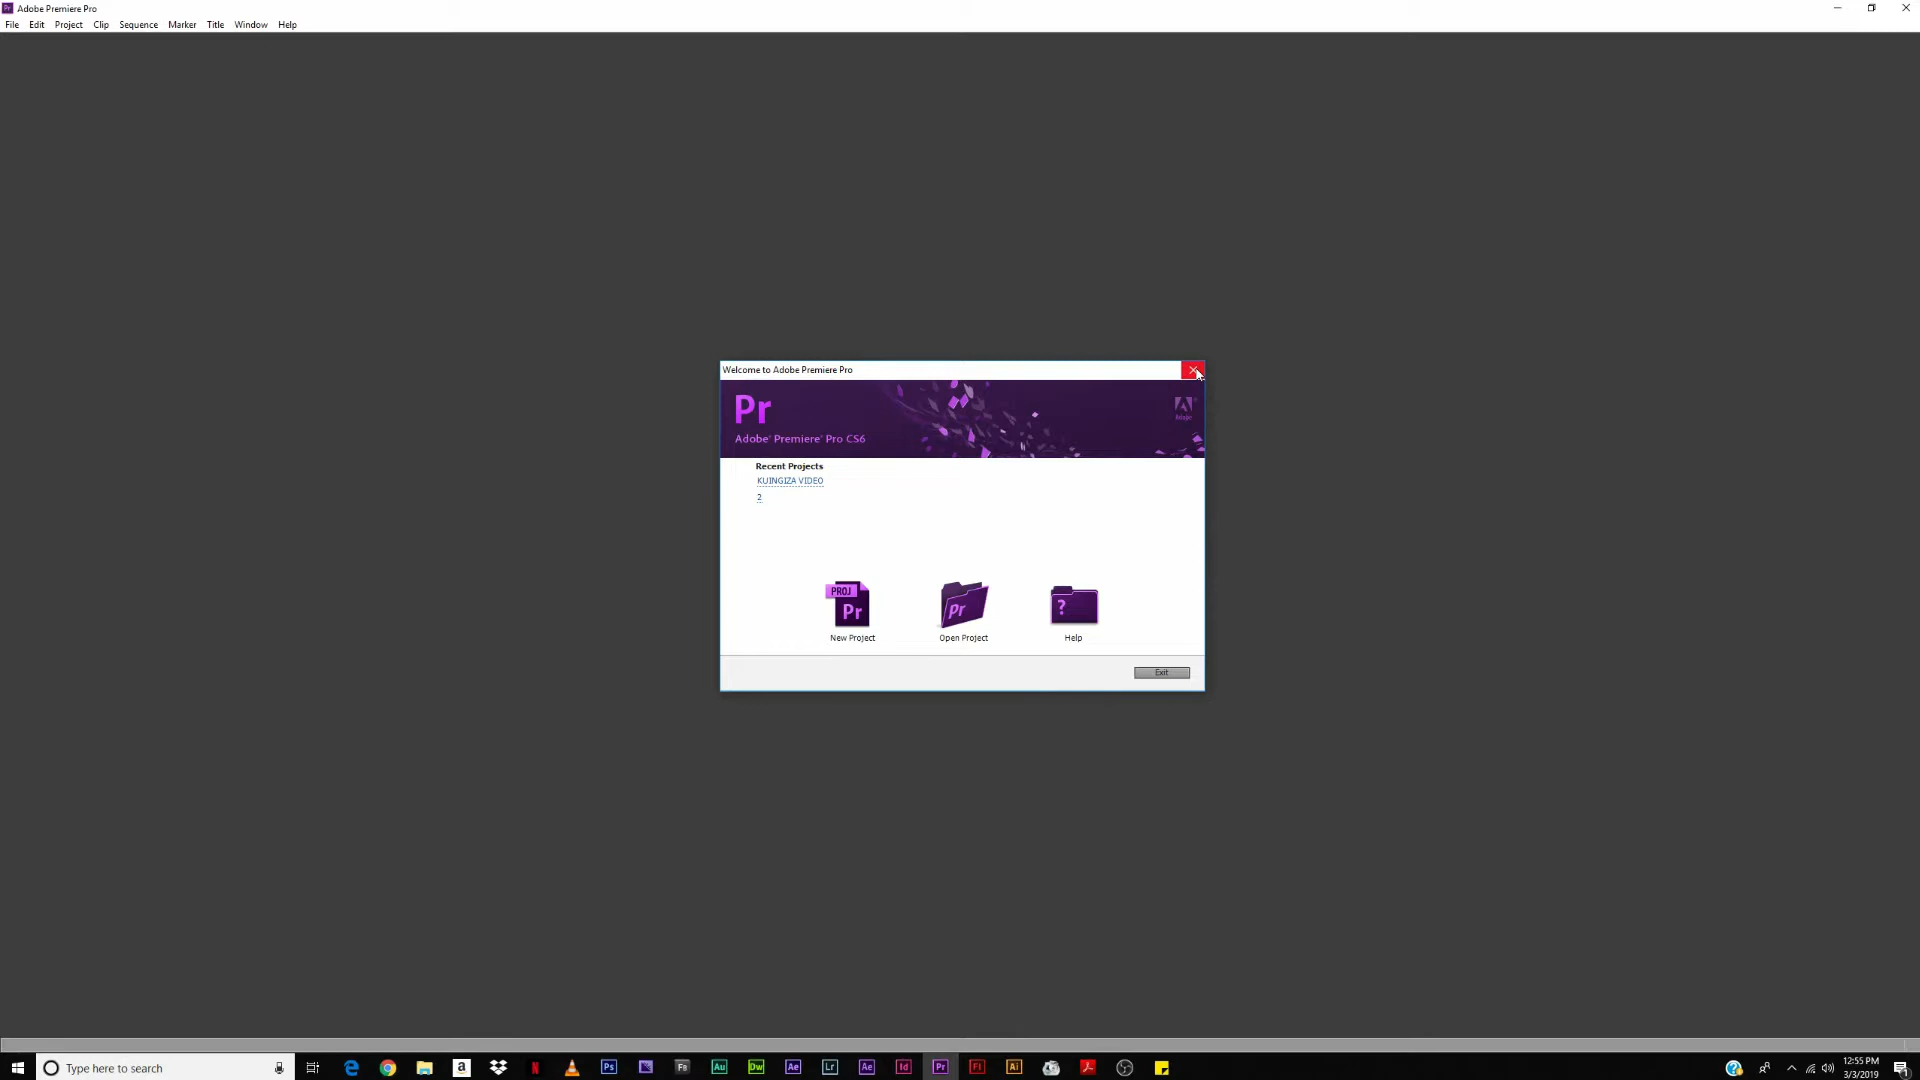 Adobe Premiere Pro
File Edit Project Clip Sequence Marker Title Window Help
Welcome to Adobe Premiere Pro
Pr
Adobe
Adobe® Premiere® Pro CS6
Recent Projects
KUINGIZA VIDEO
2
PROJ
Pr
Pr
?
New Project
Open Project
Help
Exit
Type here to search
Ps
Au
Dw
Ae
Lr
Ae
Id
Pr
Fl
Ai
12:55 PM
3/3/2019
1